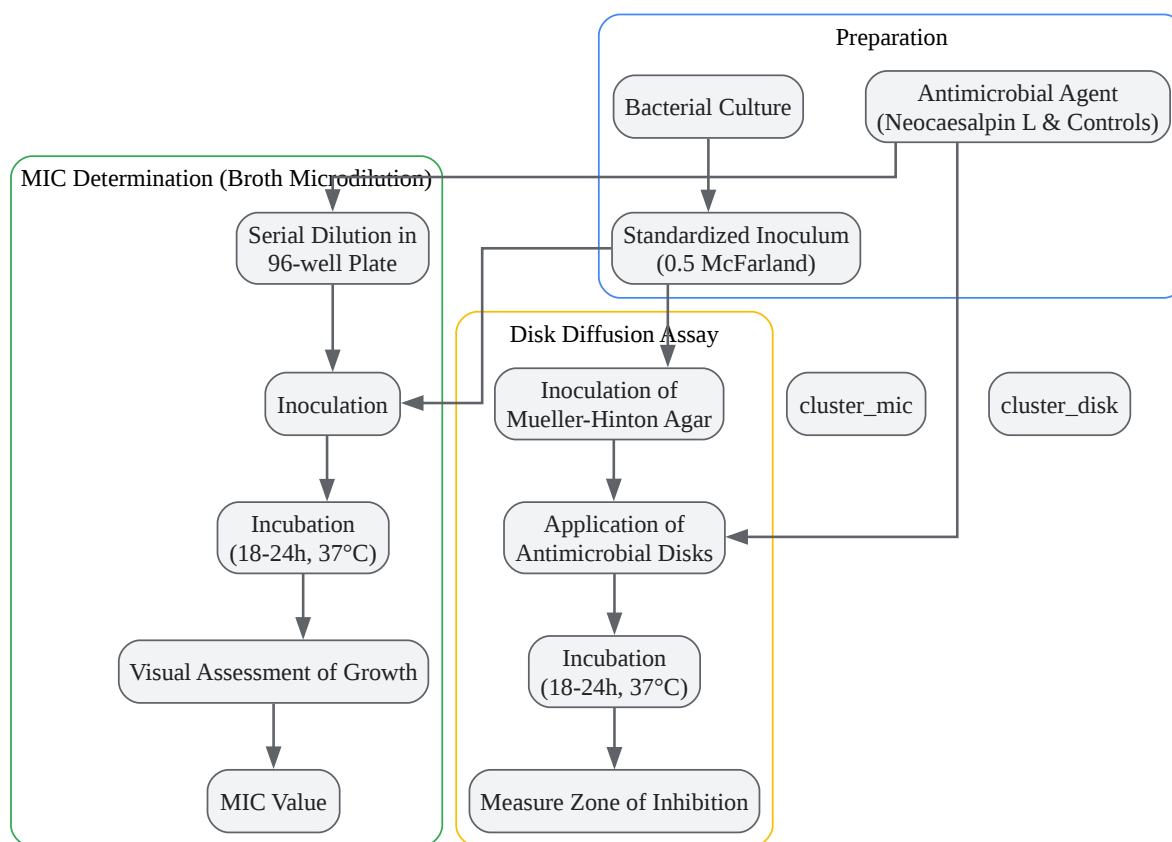 Preparation
Bacterial Culture
Antimicrobial Agent
(Neocaesalpin L & Controls)
Standardized Inoculum
(0.5 McFarland)
MIC Determination (Broth Microdilution)
Serial Dilution in
96-well Plate
Inoculation
Incubation
(18-24h, 37°C)
Visual Assessment of Growth
MIC Value
Disk Diffusion Assay
Inoculation of
Mueller-Hinton Agar
Application of
Antimicrobial Disks
Incubation
(18-24h, 37°C)
Measure Zone of Inhibition
cluster_mic
cluster_disk